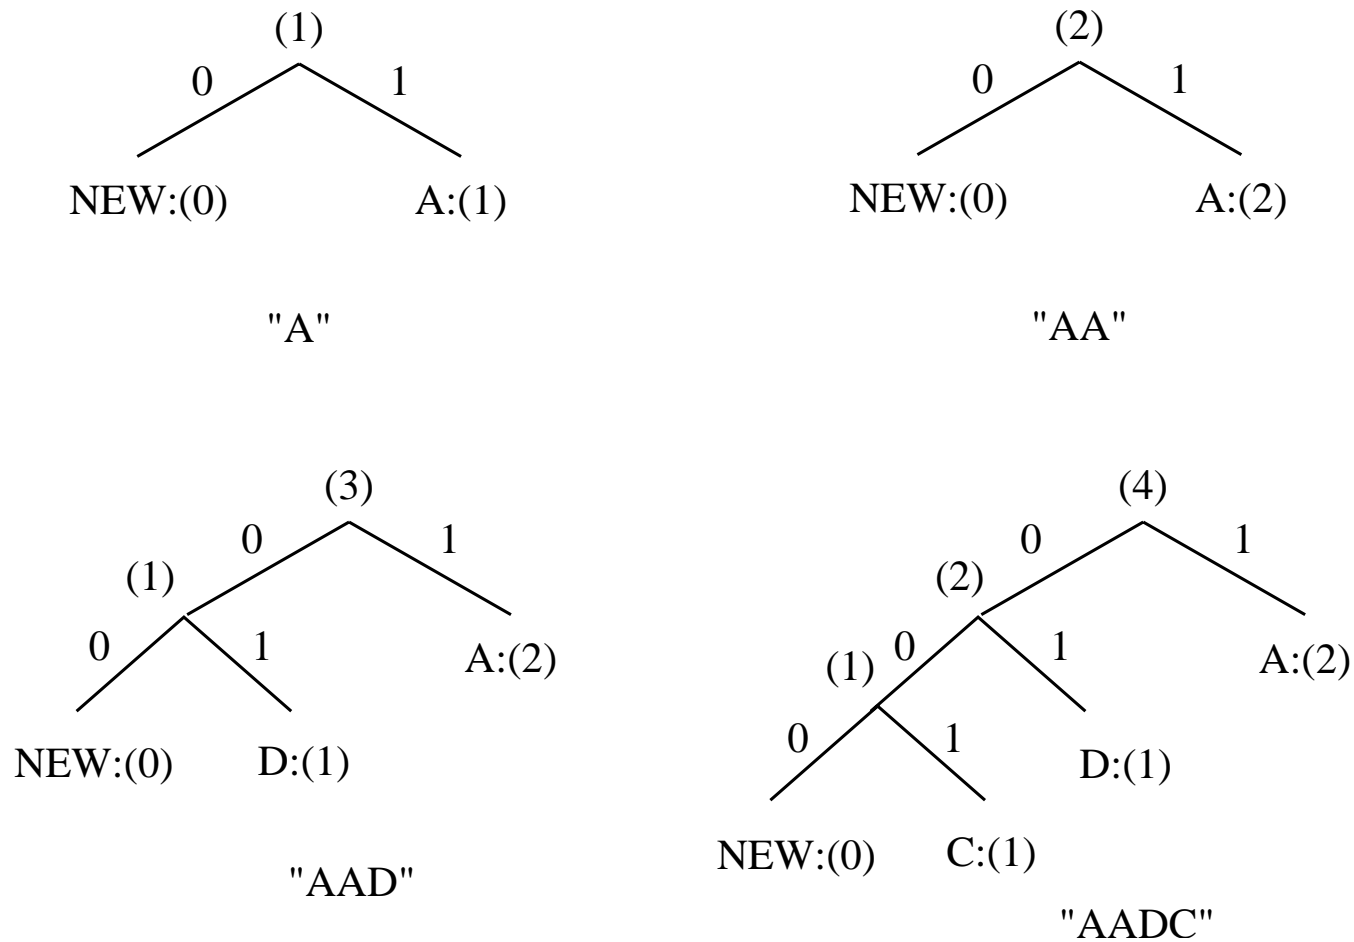 (1)
0 1
NEW:(0) A:(1)
"A"
(2)
0 1
NEW:(0) A:(2)
"AA"
(3)
0 1
(1)
0 1
A:(2)
NEW:(0) D:(1)
"AAD"
(4)
0 1
(2)
0 1
A:(2)
(1)
0 1
D:(1)
NEW:(0) C:(1)
"AADC"